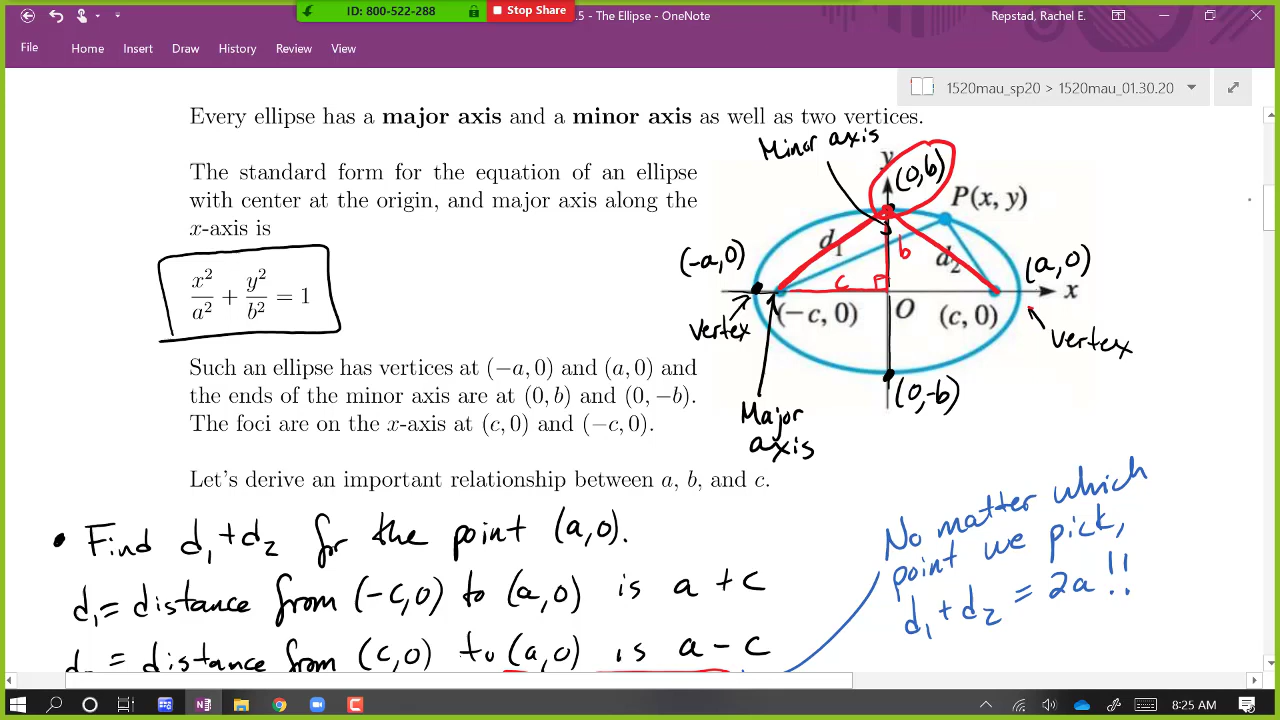 ID: 800-522-288
Stop Share
.5 - The Ellipse - OneNote
Repstad, Rachel E.
File Home Insert Draw History Review View
1520mau_sp20 > 1520mau_01.30.20
Every ellipse has a major axis and a minor axis as well as two vertices.
The standard form for the equation of an ellipse
with center at the origin, and major axis along the
x-axis is
x²/a² + y²/b² = 1
Such an ellipse has vertices at (−a, 0) and (a, 0) and
the ends of the minor axis are at (0, b) and (0, −b).
The foci are on the x-axis at (c, 0) and (−c, 0).
Let's derive an important relationship between a, b, and c.
Minor axis
y
(0,b)
P(x, y)
(-a,0)
d₁
b
d₂
(a,0)
c
x
(−c, 0)
O
(c, 0)
vertex
vertex
(0,-b)
Major
axis
• Find d₁+d₂ for the point (a,0).
d₁= distance from (-c,0) to (a,0) is a + c
d₂ = distance from (c,0) to (a,0) is a - c
No matter which
point we pick,
d₁ + d₂ = 2a !!
8:25 AM